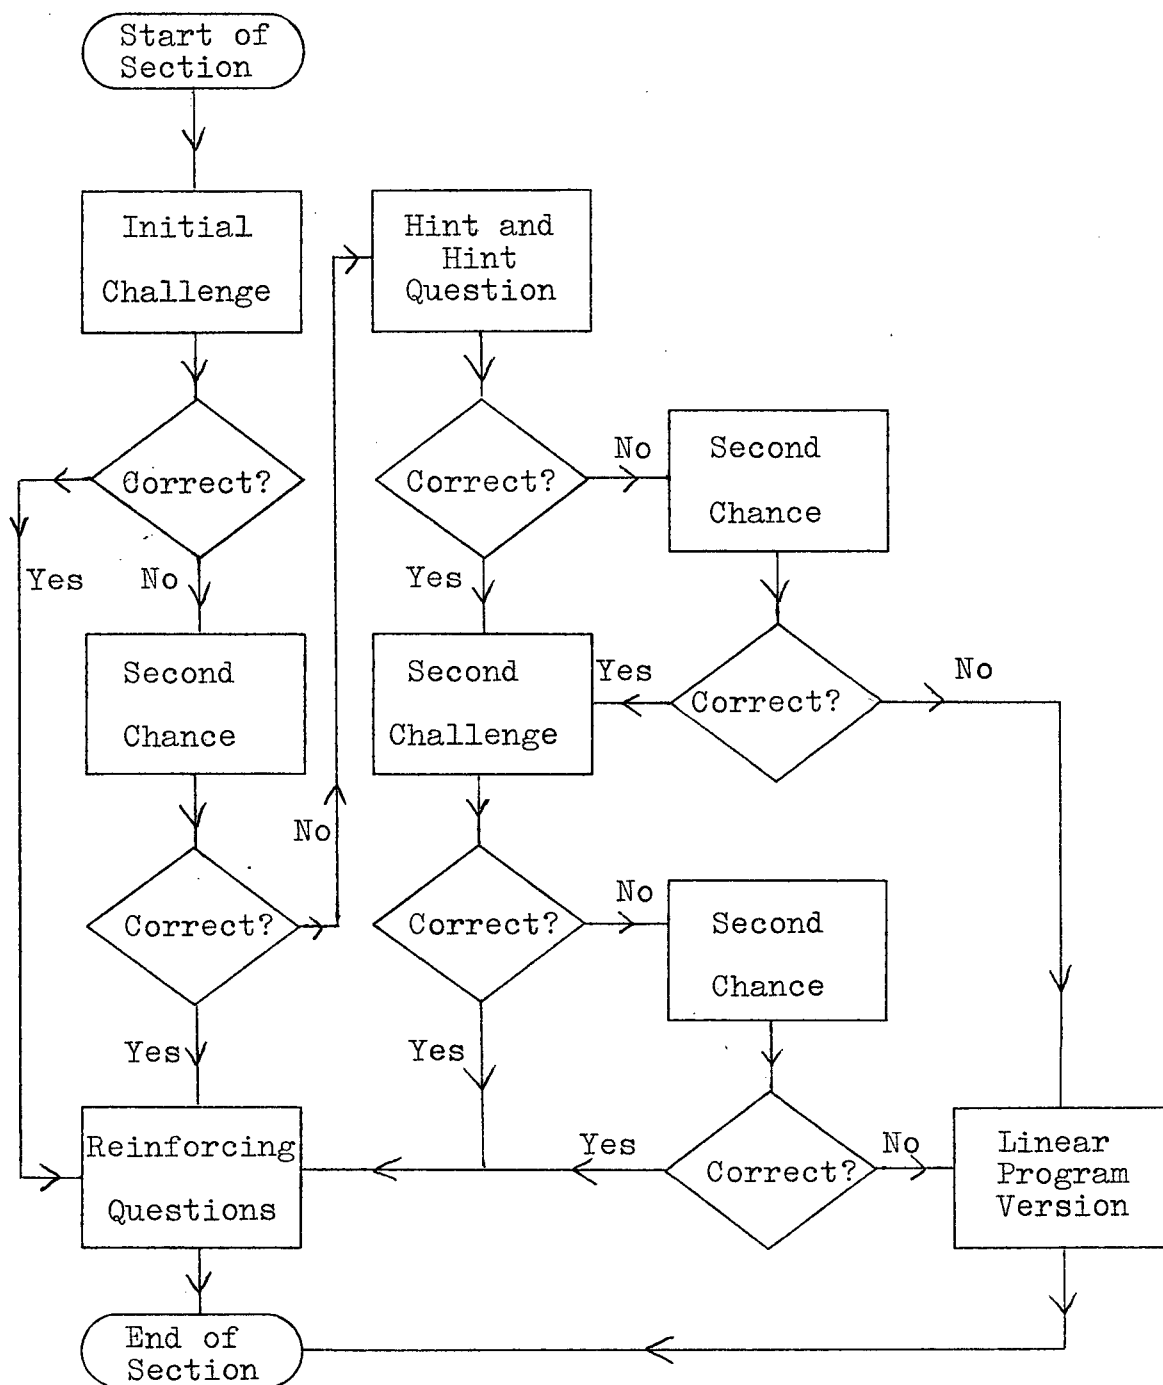 Start of
Section
Initial
Challenge
Correct?
Yes
No
Second
Chance
Correct?
No
Yes
Reinforcing
Questions
End of
Section
Hint and
Hint
Question
Correct?
No
Yes
Second
Chance
Correct?
Yes
No
Second
Challenge
Correct?
No
Yes
Second
Chance
Correct?
Yes
No
Linear
Program
Version